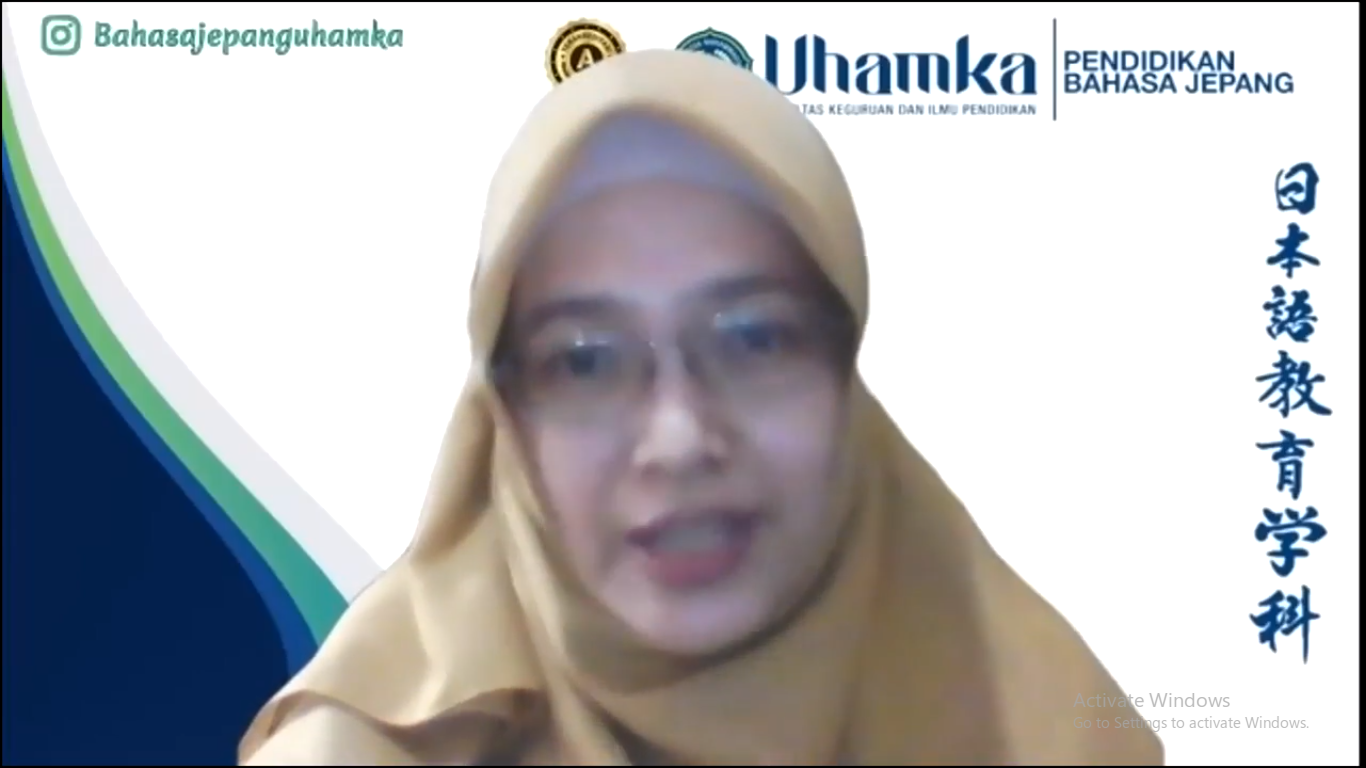 Bahasajepanguhamka
A
Uhamka
TAS KEGURUAN DAN ILMU PENDIDIKAN
PENDIDIKAN
BAHASA JEPANG
日本語教育学科
Activate Windows
Go to Settings to activate Windows.